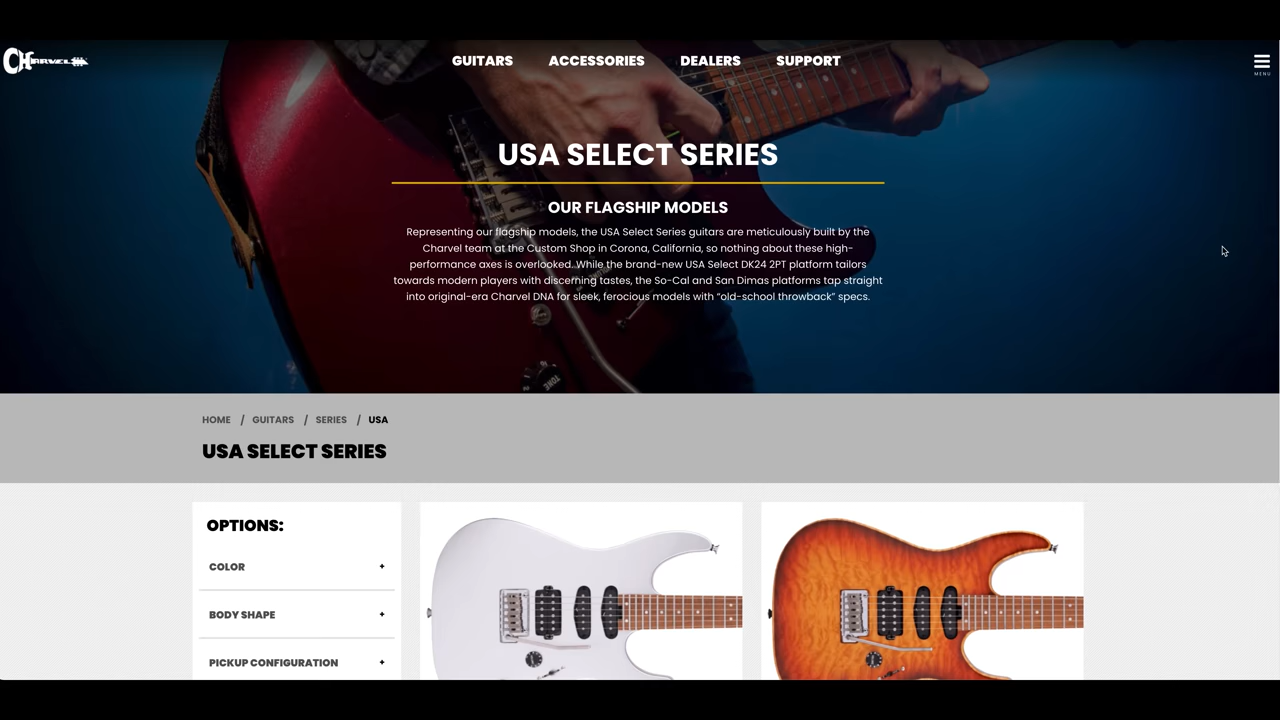 CHARVEL
GUITARS
ACCESSORIES
DEALERS
SUPPORT
MENU
USA SELECT SERIES
OUR FLAGSHIP MODELS
Representing our flagship models, the USA Select Series guitars are meticulously built by the
Charvel team at the Custom Shop in Corona, California, so nothing about these high-
performance axes is overlooked. While the brand-new USA Select DK24 2PT platform tailors
towards modern players with discerning tastes, the So-Cal and San Dimas platforms tap straight
into original-era Charvel DNA for sleek, ferocious models with “old-school throwback” specs.
TONE
HOME / GUITARS / SERIES / USA
USA SELECT SERIES
OPTIONS:
COLOR +
BODY SHAPE +
PICKUP CONFIGURATION +